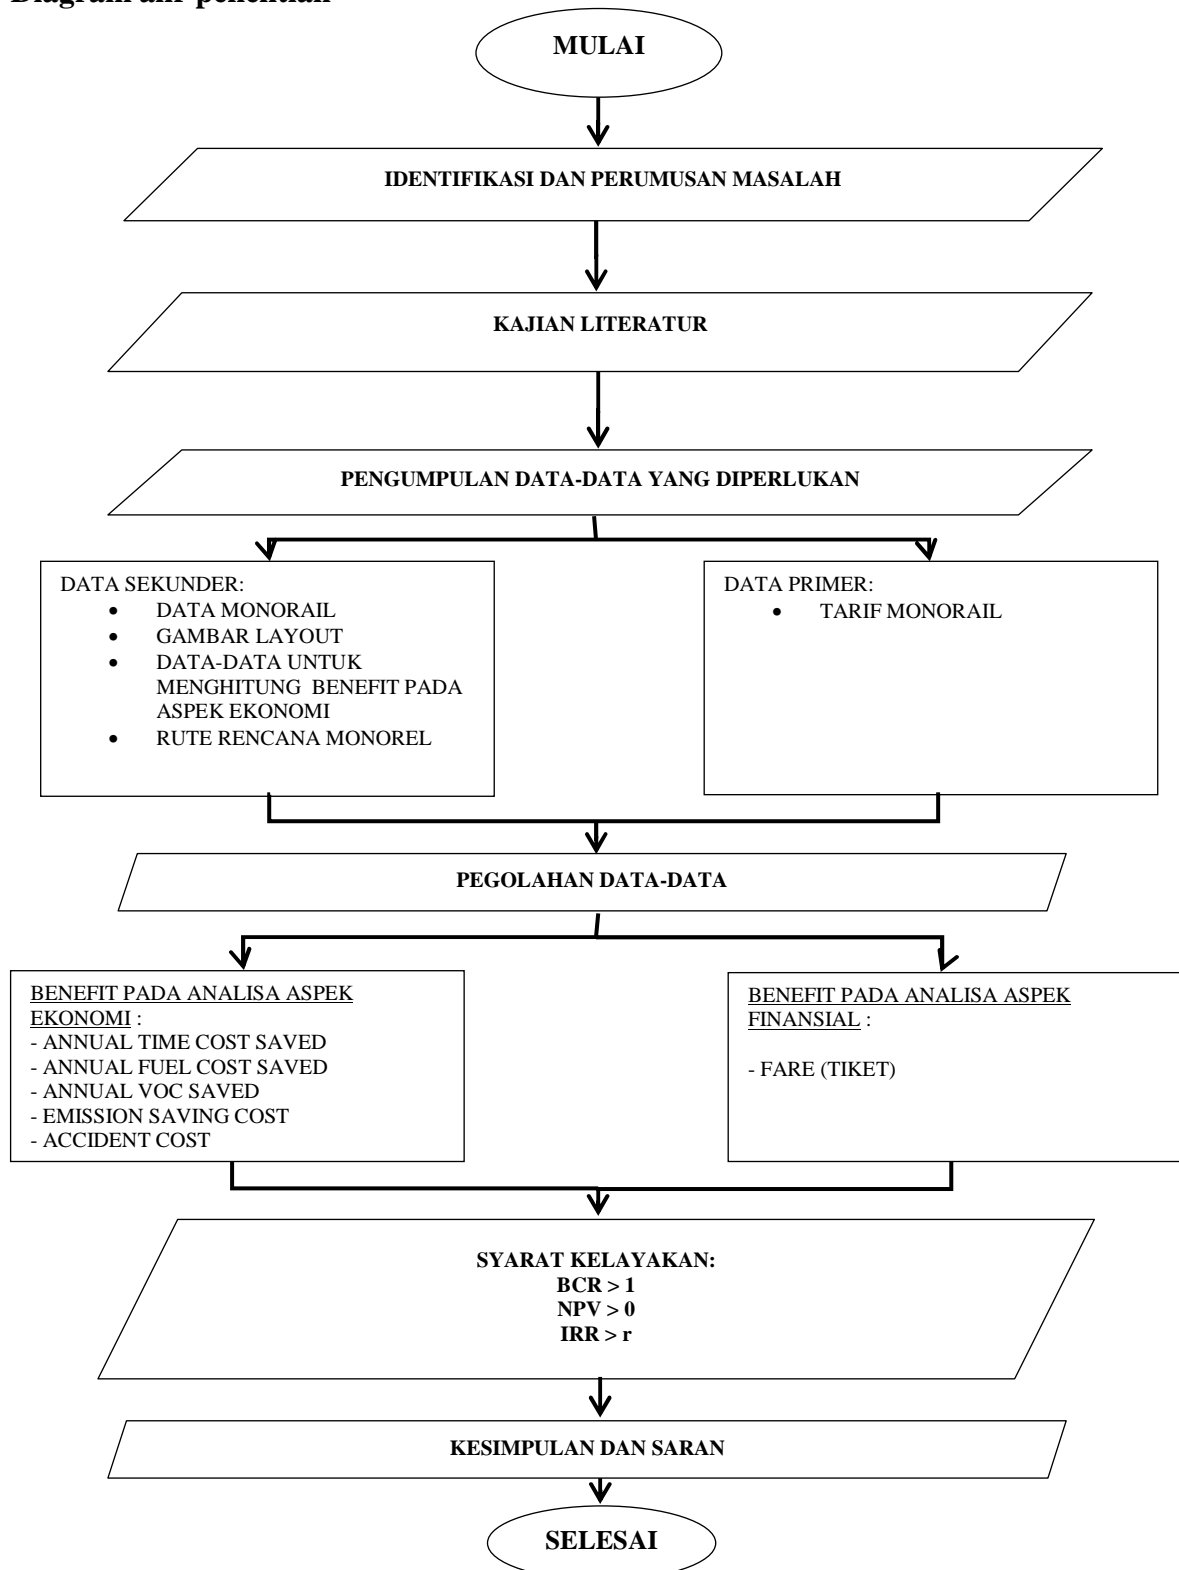 Diagram alir penelitian
MULAI
IDENTIFIKASI DAN PERUMUSAN MASALAH
KAJIAN LITERATUR
PENGUMPULAN DATA-DATA YANG DIPERLUKAN
DATA SEKUNDER:
• DATA MONORAIL
• GAMBAR LAYOUT
• DATA-DATA UNTUK
MENGHITUNG BENEFIT PADA
ASPEK EKONOMI
• RUTE RENCANA MONOREL
DATA PRIMER:
• TARIF MONORAIL
PEGOLAHAN DATA-DATA
BENEFIT PADA ANALISA ASPEK
EKONOMI :
- ANNUAL TIME COST SAVED
- ANNUAL FUEL COST SAVED
- ANNUAL VOC SAVED
- EMISSION SAVING COST
- ACCIDENT COST
BENEFIT PADA ANALISA ASPEK
FINANSIAL :
- FARE (TIKET)
SYARAT KELAYAKAN:
BCR > 1
NPV > 0
IRR > r
KESIMPULAN DAN SARAN
SELESAI